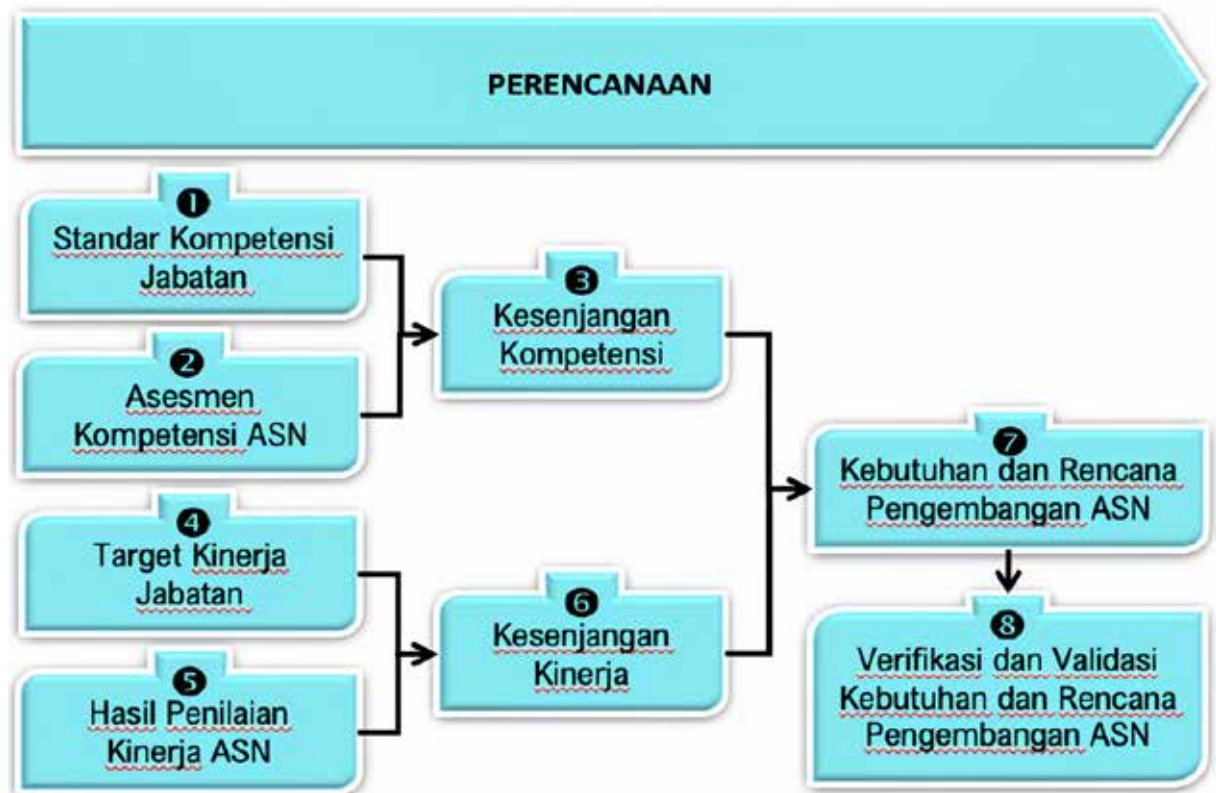 PERENCANAAN
❶
Standar Kompetensi
Jabatan
❷
Asesmen
Kompetensi ASN
❸
Kesenjangan
Kompetensi
❹
Target Kinerja
Jabatan
❺
Hasil Penilaian
Kinerja ASN
❻
Kesenjangan
Kinerja
❼
Kebutuhan dan Rencana
Pengembangan ASN
❽
Verifikasi dan Validasi
Kebutuhan dan Rencana
Pengembangan ASN